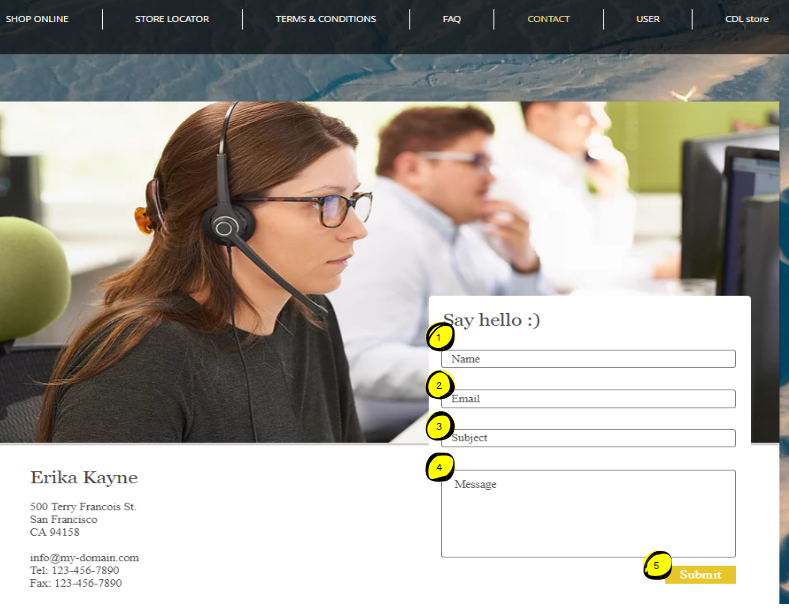 SHOP ONLINE
STORE LOCATOR
TERMS & CONDITIONS
FAQ
CONTACT
USER
CDL store
Say hello :)
1
Name
2
Email
3
Subject
4
Message
5
Submit
Erika Kayne
500 Terry Francois St.
San Francisco
CA 94158
info@my-domain.com
Tel: 123-456-7890
Fax: 123-456-7890